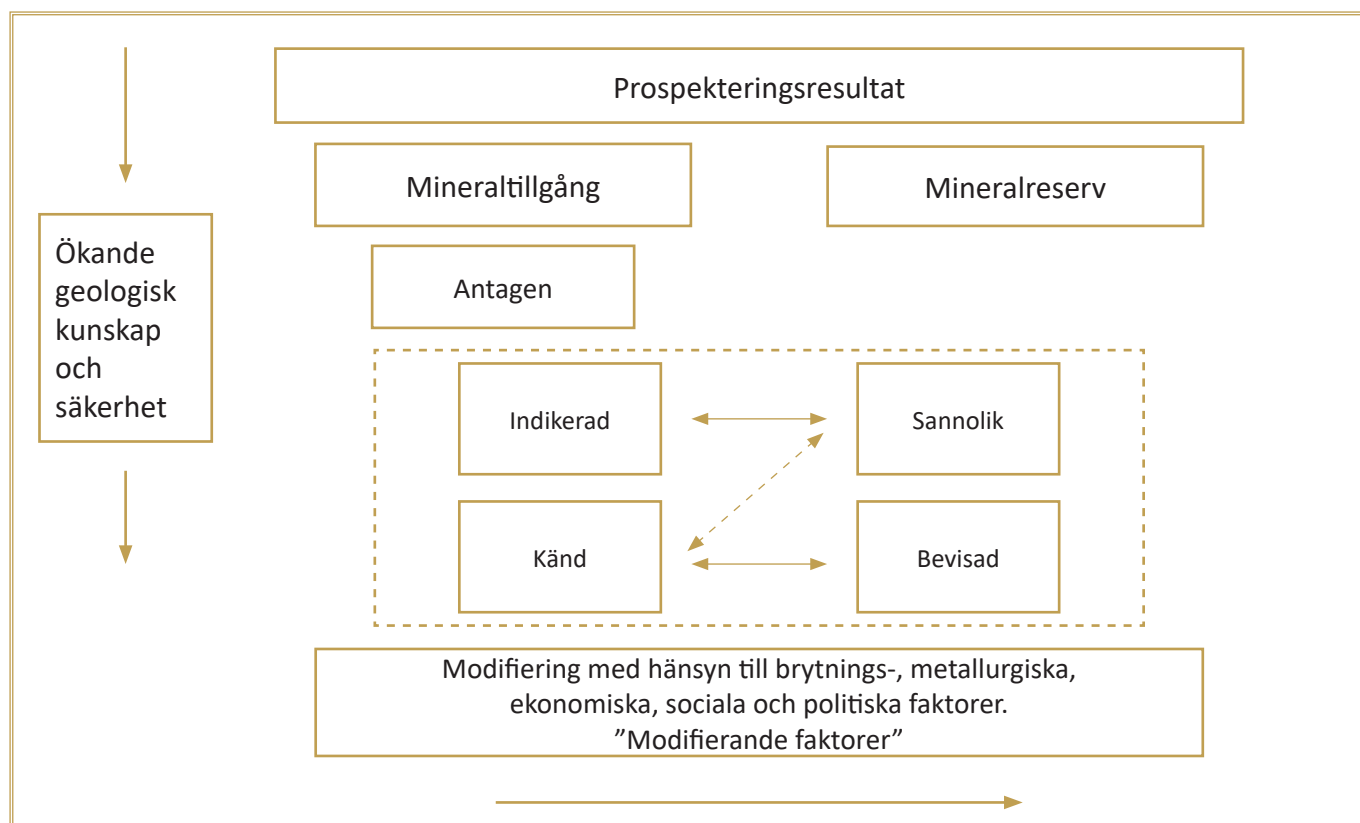 Prospekteringsresultat
Mineraltillgång
Mineralreserv
Ökande
geologisk
kunskap
och
säkerhet
Antagen
Indikerad
Sannolik
Känd
Bevisad
Modifiering med hänsyn till brytnings-, metallurgiska,
ekonomiska, sociala och politiska faktorer.
”Modifierande faktorer”